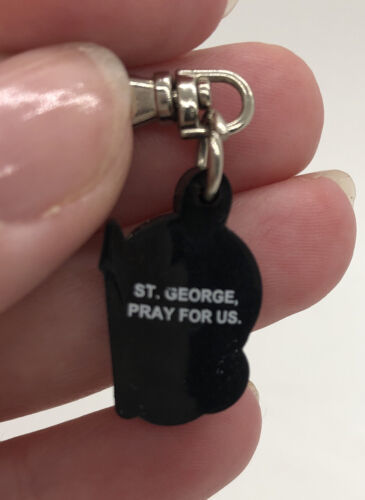 ST. GEORGE,
PRAY FOR US.